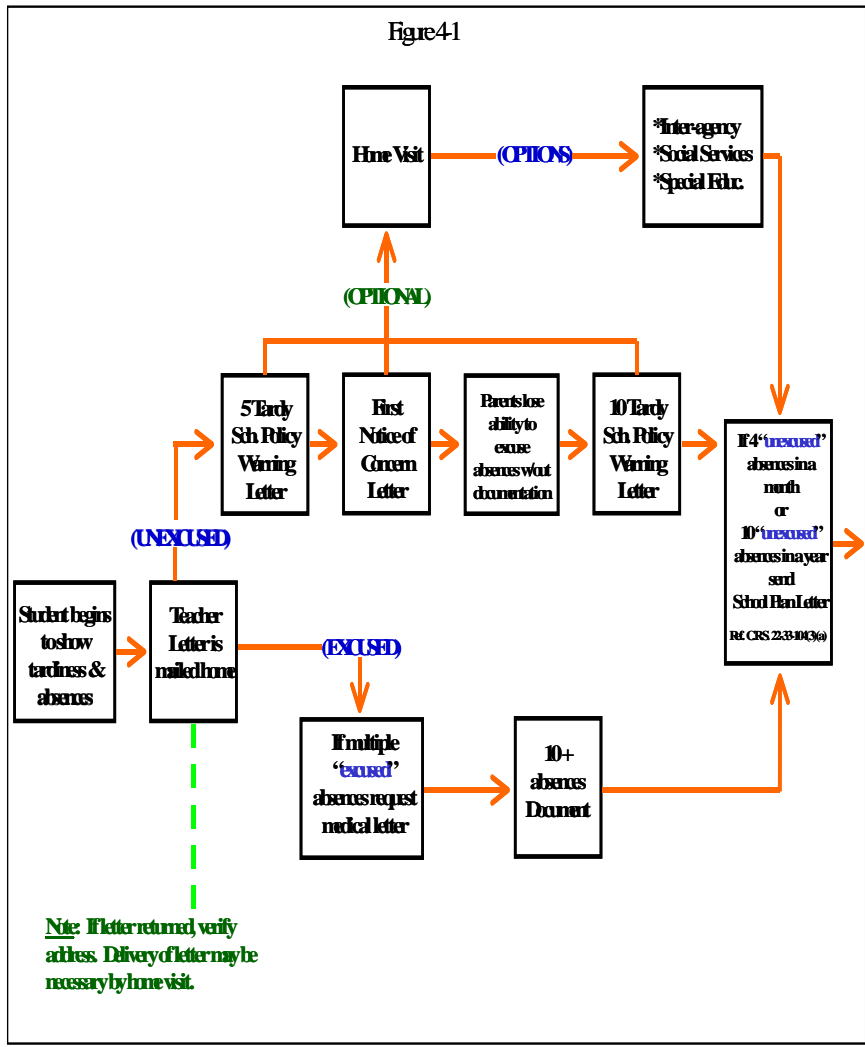 Figure 4-1
Home Visit
(OPTIONS)
*Inter-agency
*Social Services
*Special Educ.
(OPTIONAL)
5 Tardy
Sch. Policy
Warning
Letter
First
Notice of
Concern
Letter
Parents lose
ability to
excuse
absences w/out
documentation
10 Tardy
Sch. Policy
Warning
Letter
If 4 “unexcused”
absences in a
month
or
10 “unexcused”
absences in a year
send
School Plan Letter
Ref. C.R.S. 22-33-104(3)(a)
(UNEXCUSED)
Student begins
to show
tardiness &
absences
Teacher
Letter is
mailed home
(EXCUSED)
If multiple
“excused”
absences request
medical letter
10 +
absences
Document
Note: If letter returned, verify
address. Delivery of letter may be
necessary by home visit.